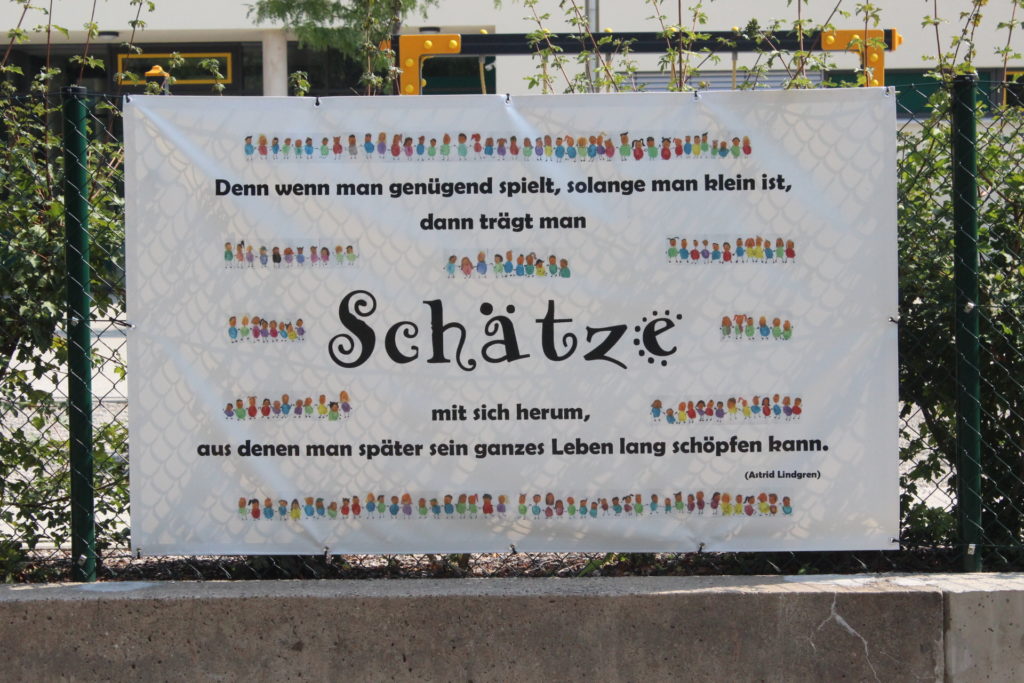 Denn wenn man genügend spielt, solange man klein ist,
dann trägt man
Schätze
mit sich herum,
aus denen man später sein ganzes Leben lang schöpfen kann.
(Astrid Lindgren)